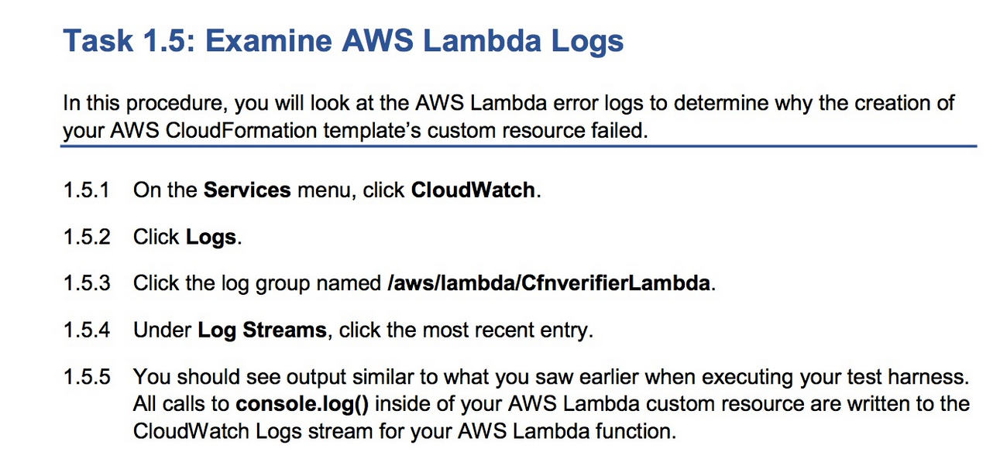 Task 1.5: Examine AWS Lambda Logs
In this procedure, you will look at the AWS Lambda error logs to determine why the creation of
your AWS CloudFormation template’s custom resource failed.
1.5.1 On the Services menu, click CloudWatch.
1.5.2 Click Logs.
1.5.3 Click the log group named /aws/lambda/CfnverifierLambda.
1.5.4 Under Log Streams, click the most recent entry.
1.5.5 You should see output similar to what you saw earlier when executing your test harness.
All calls to console.log() inside of your AWS Lambda custom resource are written to the
CloudWatch Logs stream for your AWS Lambda function.